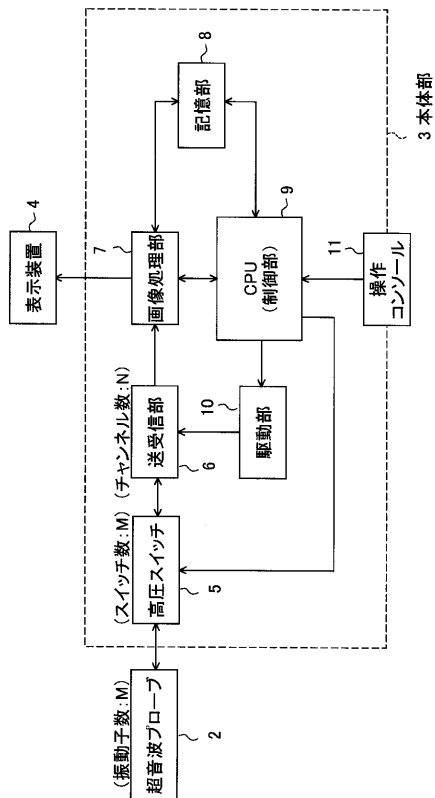 (振動子数:M)
超音波プローブ
2
(スイッチ数:M)
高圧スイッチ
5
(チャンネル数:N)
送受信部
6
駆動部
10
表示装置
4
画像処理部
7
CPU
(制御部)
9
記憶部
8
操作
コンソール
11
3 本体部